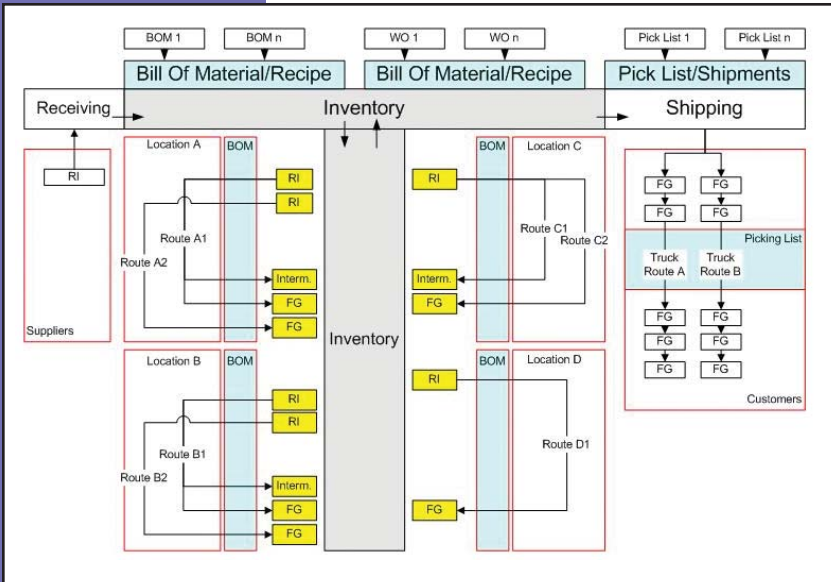 BOM 1
BOM n
WO 1
WO n
Pick List 1
Pick List n
Bill Of Material/Recipe
Bill Of Material/Recipe
Pick List/Shipments
Receiving
Inventory
Shipping
RI
Suppliers
Location A
BOM
RI
RI
Route A1
Route A2
Interm.
FG
FG
Location B
BOM
RI
RI
Route B1
Route B2
Interm.
FG
FG
Inventory
BOM
Location C
RI
Route C1
Route C2
Interm.
FG
BOM
Location D
RI
Route D1
FG
FG
FG
FG
FG
Picking List
Truck
Route A
Truck
Route B
FG
FG
FG
FG
FG
FG
Customers